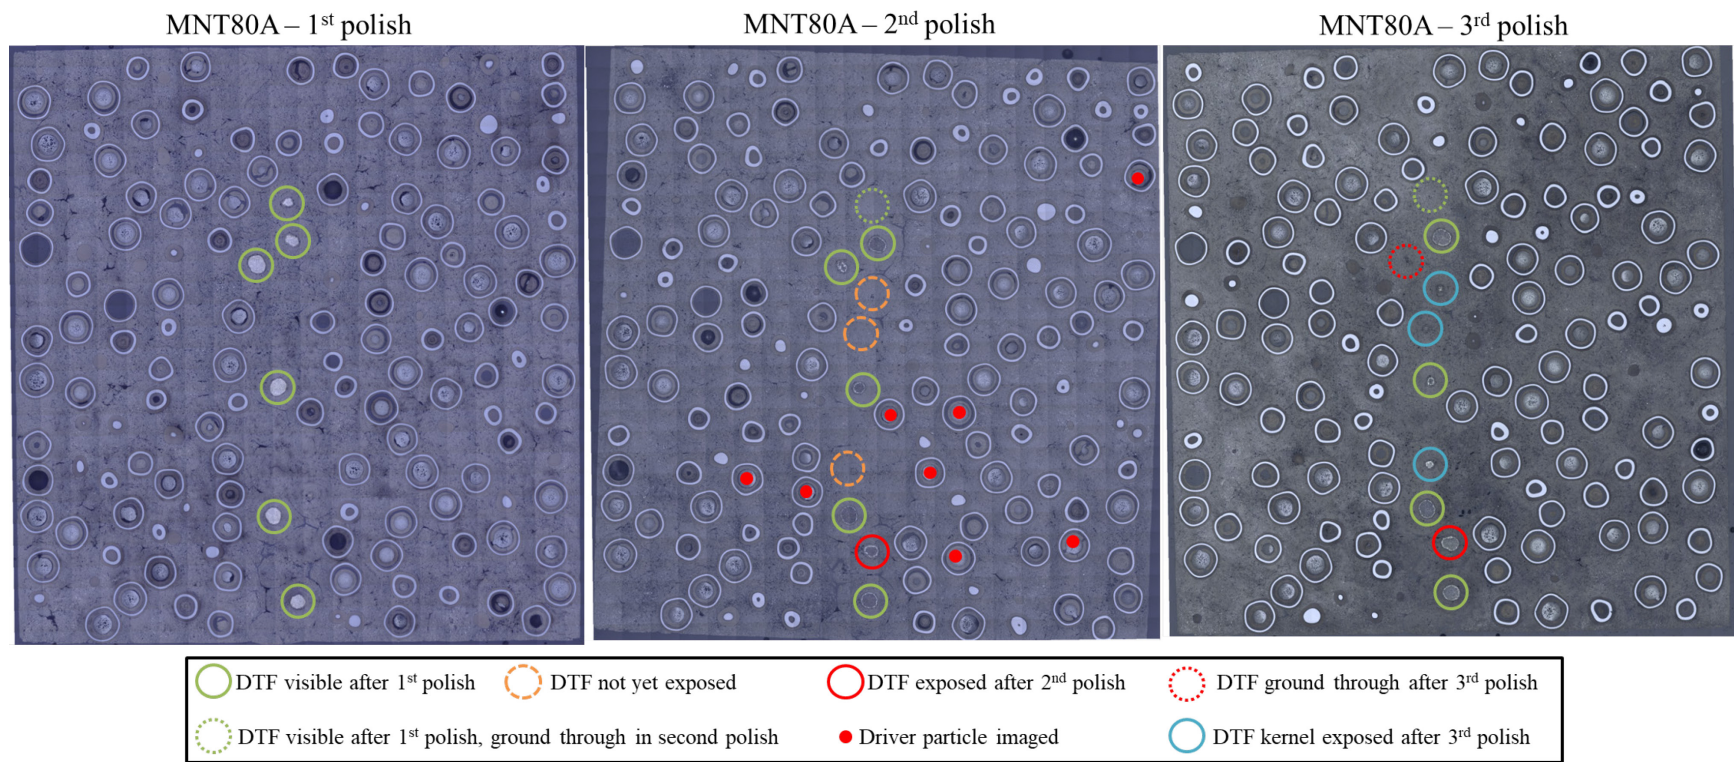 MNT80A – 1st polish
MNT80A – 2nd polish
MNT80A – 3rd polish
DTF visible after 1st polish
DTF not yet exposed
DTF exposed after 2nd polish
DTF ground through after 3rd polish
DTF visible after 1st polish, ground through in second polish
Driver particle imaged
DTF kernel exposed after 3rd polish